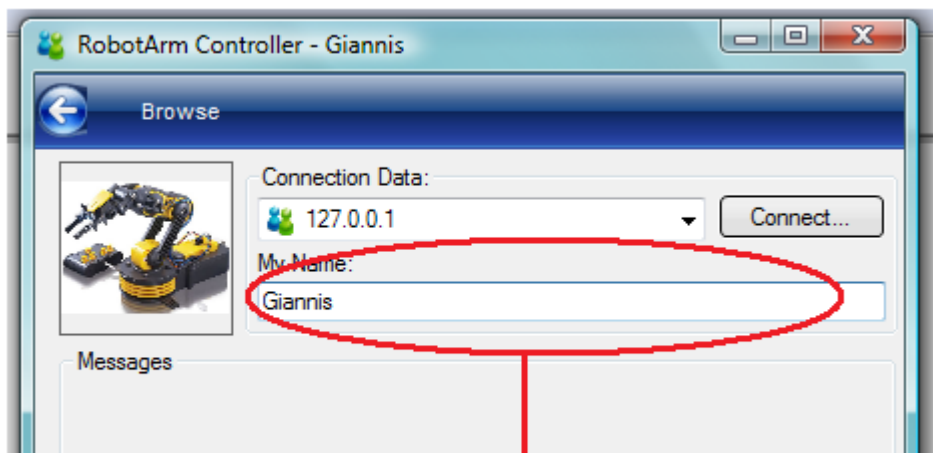 RobotArm Controller - Giannis
Browse
Connection Data:
127.0.0.1
Connect...
My Name:
Giannis
Messages